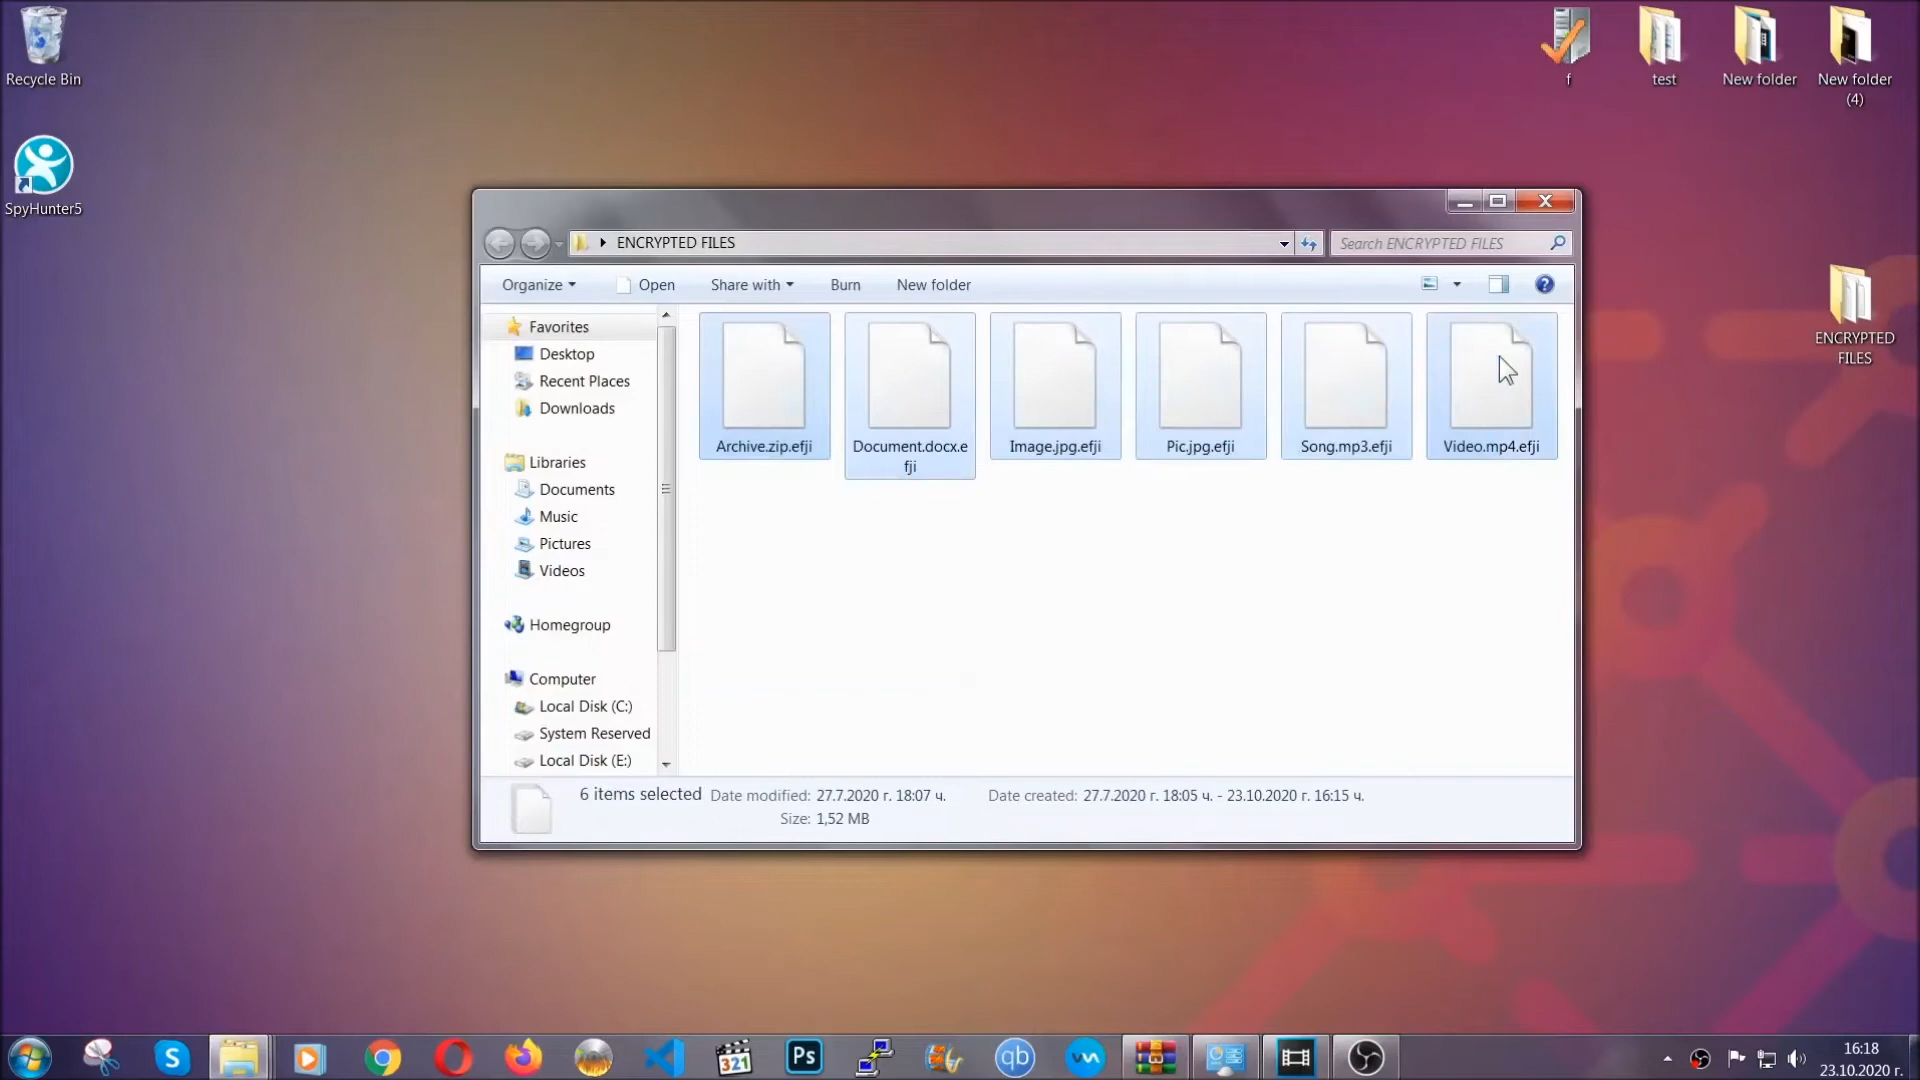 Recycle Bin
SpyHunter5
f
test
New folder
New folder
(4)
ENCRYPTED
FILES
ENCRYPTED FILES
Search ENCRYPTED FILES
Organize
Open
Share with
Burn
New folder
Favorites
Desktop
Recent Places
Downloads
Libraries
Documents
Music
Pictures
Videos
Homegroup
Computer
Local Disk (C:)
System Reserved
Local Disk (E:)
Archive.zip.efji
Document.docx.e
fji
Image.jpg.efji
Pic.jpg.efji
Song.mp3.efji
Video.mp4.efji
6 items selected
Date modified: 27.7.2020 г. 18:07 ч.
Date created: 27.7.2020 г. 18:05 ч. - 23.10.2020 г. 16:15 ч.
Size: 1,52 MB
S
321
Ps
qb
16:18
23.10.2020 г.